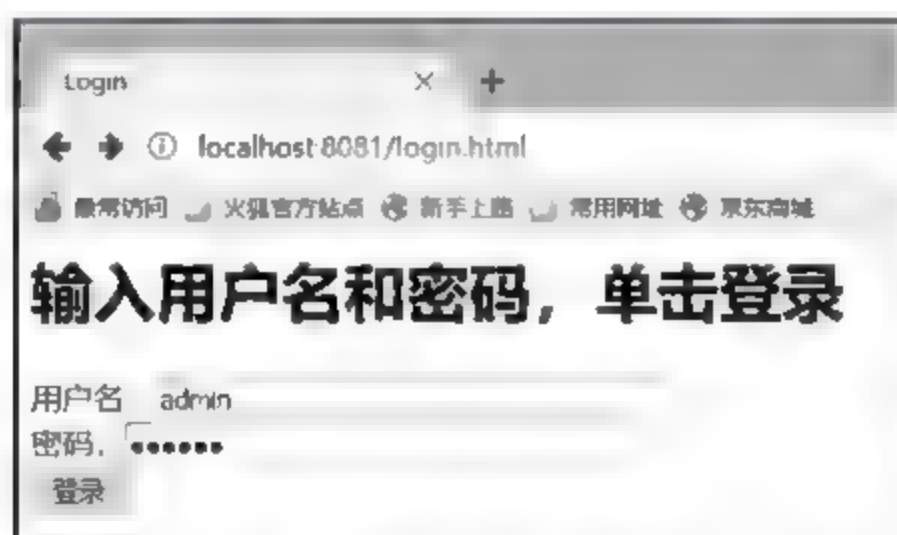 Login × +
localhost:8081/login.html
最常访问 火狐官方站点 新手上路 常用网址 京东商城
输入用户名和密码，单击登录
用户名 admin
密码. ••••••
登录